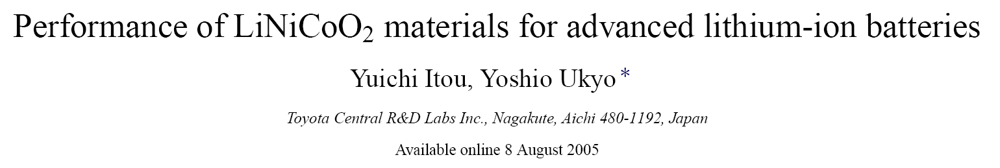 Performance of LiNiCoO₂ materials for advanced lithium-ion batteries
Yuichi Itou, Yoshio Ukyo *
Toyota Central R&D Labs Inc., Nagakute, Aichi 480-1192, Japan
Available online 8 August 2005